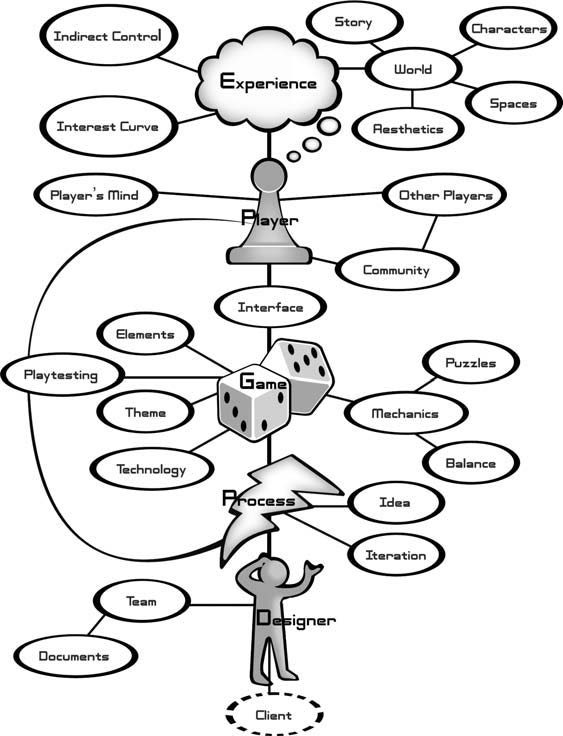 Story
Characters
Indirect Control
World
Experience
Spaces
Interest Curve
Aesthetics
Player's Mind
Other Players
Player
Community
Interface
Elements
Puzzles
Playtesting
Game
Theme
Mechanics
Technology
Balance
Process
Idea
Iteration
Team
Designer
Documents
Client